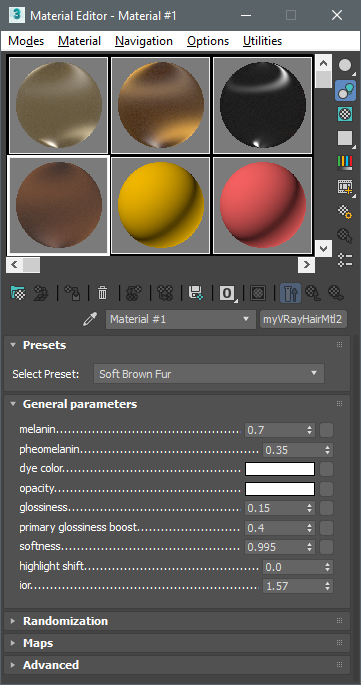 3 Material Editor - Material #1
Modes Material Navigation Options Utilities
0
Material #1 myVRayHairMtl2
Presets
Select Preset: Soft Brown Fur
General parameters
melanin........................................................ 0.7
pheomelanin................................................ 0.35
dye color......................................................
opacity..........................................................
glossiness.................................................... 0.15
primary glossiness boost............................ 0.4
softness........................................................ 0.995
highlight shift................................................ 0.0
ior.................................................................. 1.57
Randomization
Maps
Advanced